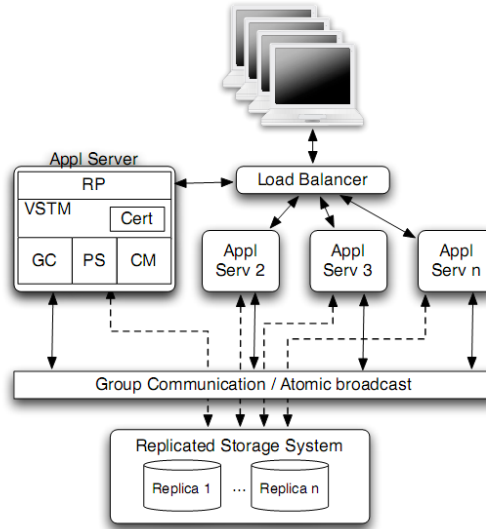 Appl Server
RP
VSTM
Cert
GC PS CM
Load Balancer
Appl
Serv 2
Appl
Serv 3
Appl
Serv n
Group Communication / Atomic broadcast
Replicated Storage System
Replica 1 ... Replica n